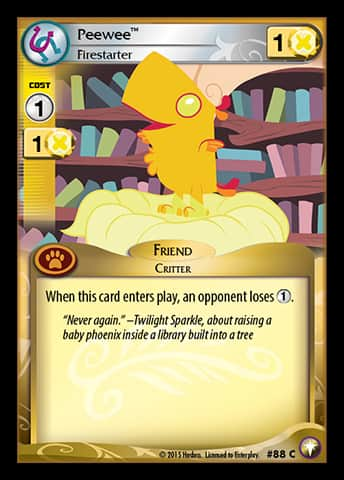 Peewee™
Firestarter
1
COST
1
1
FRIEND
CRITTER
When this card enters play, an opponent loses 1.
"Never again." –Twilight Sparkle, about raising a
baby phoenix inside a library built into a tree
© 2015 Hasbro. Licensed to Enterplay. #88 C